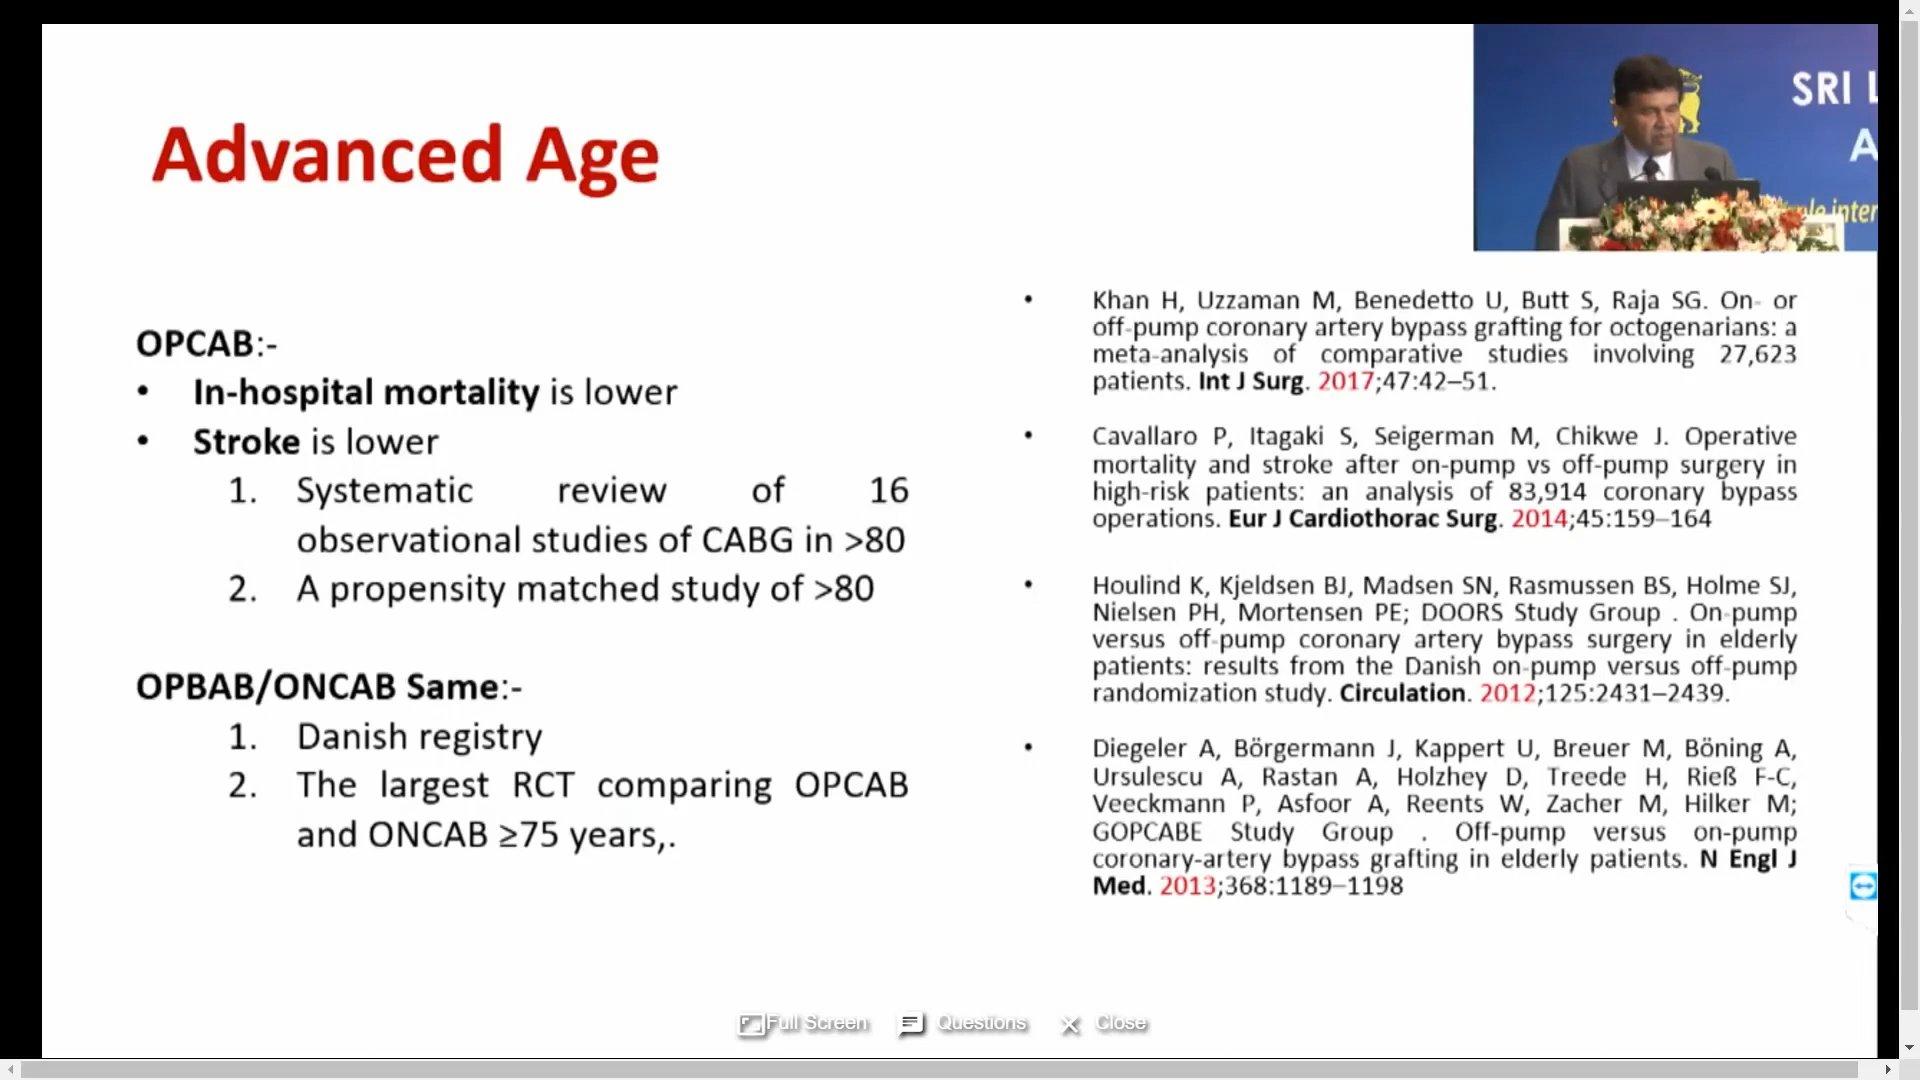 SRI L
A
Advanced Age
OPCAB:-
• In-hospital mortality is lower
• Stroke is lower
1. Systematic review of 16
observational studies of CABG in >80
2. A propensity matched study of >80
OPBAB/ONCAB Same:-
1. Danish registry
2. The largest RCT comparing OPCAB
and ONCAB ≥75 years,.
• Khan H, Uzzaman M, Benedetto U, Butt S, Raja SG. On- or
off-pump coronary artery bypass grafting for octogenarians: a
meta-analysis of comparative studies involving 27,623
patients. Int J Surg. 2017;47:42–51.
• Cavallaro P, Itagaki S, Seigerman M, Chikwe J. Operative
mortality and stroke after on-pump vs off-pump surgery in
high-risk patients: an analysis of 83,914 coronary bypass
operations. Eur J Cardiothorac Surg. 2014;45:159–164
• Houlind K, Kjeldsen BJ, Madsen SN, Rasmussen BS, Holme SJ,
Nielsen PH, Mortensen PE; DOORS Study Group . On-pump
versus off-pump coronary artery bypass surgery in elderly
patients: results from the Danish on-pump versus off-pump
randomization study. Circulation. 2012;125:2431–2439.
• Diegeler A, Börgermann J, Kappert U, Breuer M, Böning A,
Ursulescu A, Rastan A, Holzhey D, Treede H, Rieß F-C,
Veeckmann P, Asfoor A, Reents W, Zacher M, Hilker M;
GOPCABE Study Group . Off-pump versus on-pump
coronary-artery bypass grafting in elderly patients. N Engl J
Med. 2013;368:1189–1198
Full Screen Questions Close